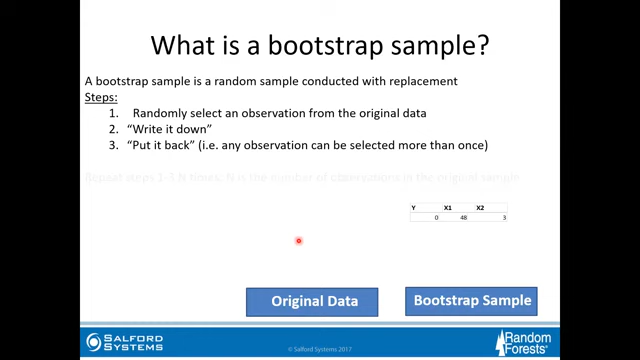 What is a bootstrap sample?
A bootstrap sample is a random sample conducted with replacement
Steps:
1. Randomly select an observation from the original data
2. “Write it down”
3. “Put it back” (i.e. any observation can be selected more than once)
Repeat steps 1-3 N times; N is the number of observations in the original sample
Y X1 X2
0 48 3
Original Data
Bootstrap Sample
SALFORD SYSTEMS
© Salford Systems 2017
Random Forests®